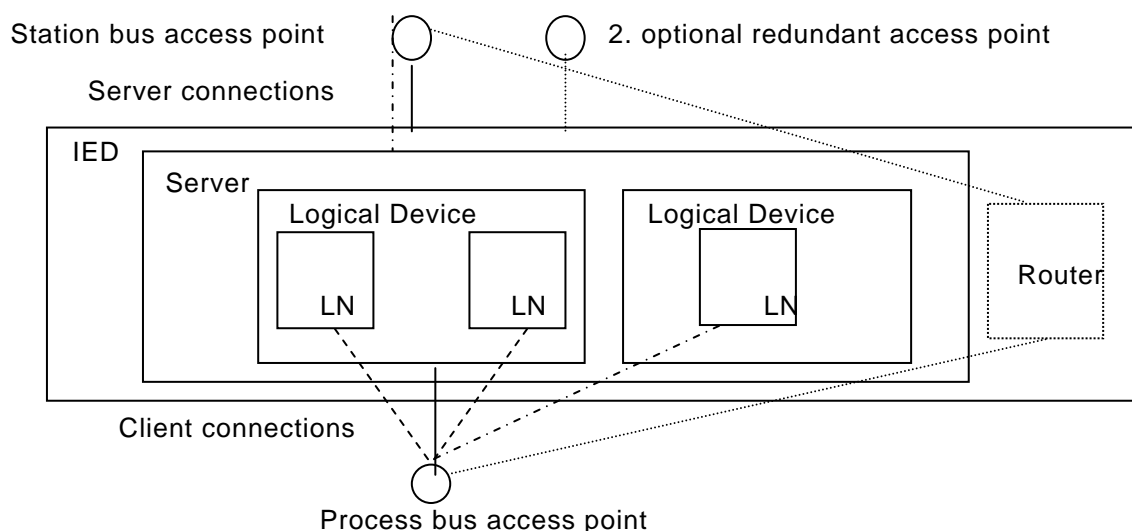 Station bus access point
2. optional redundant access point
Server connections
IED
Server
Logical Device
Logical Device
LN
LN
LN
Router
Client connections
Process bus access point